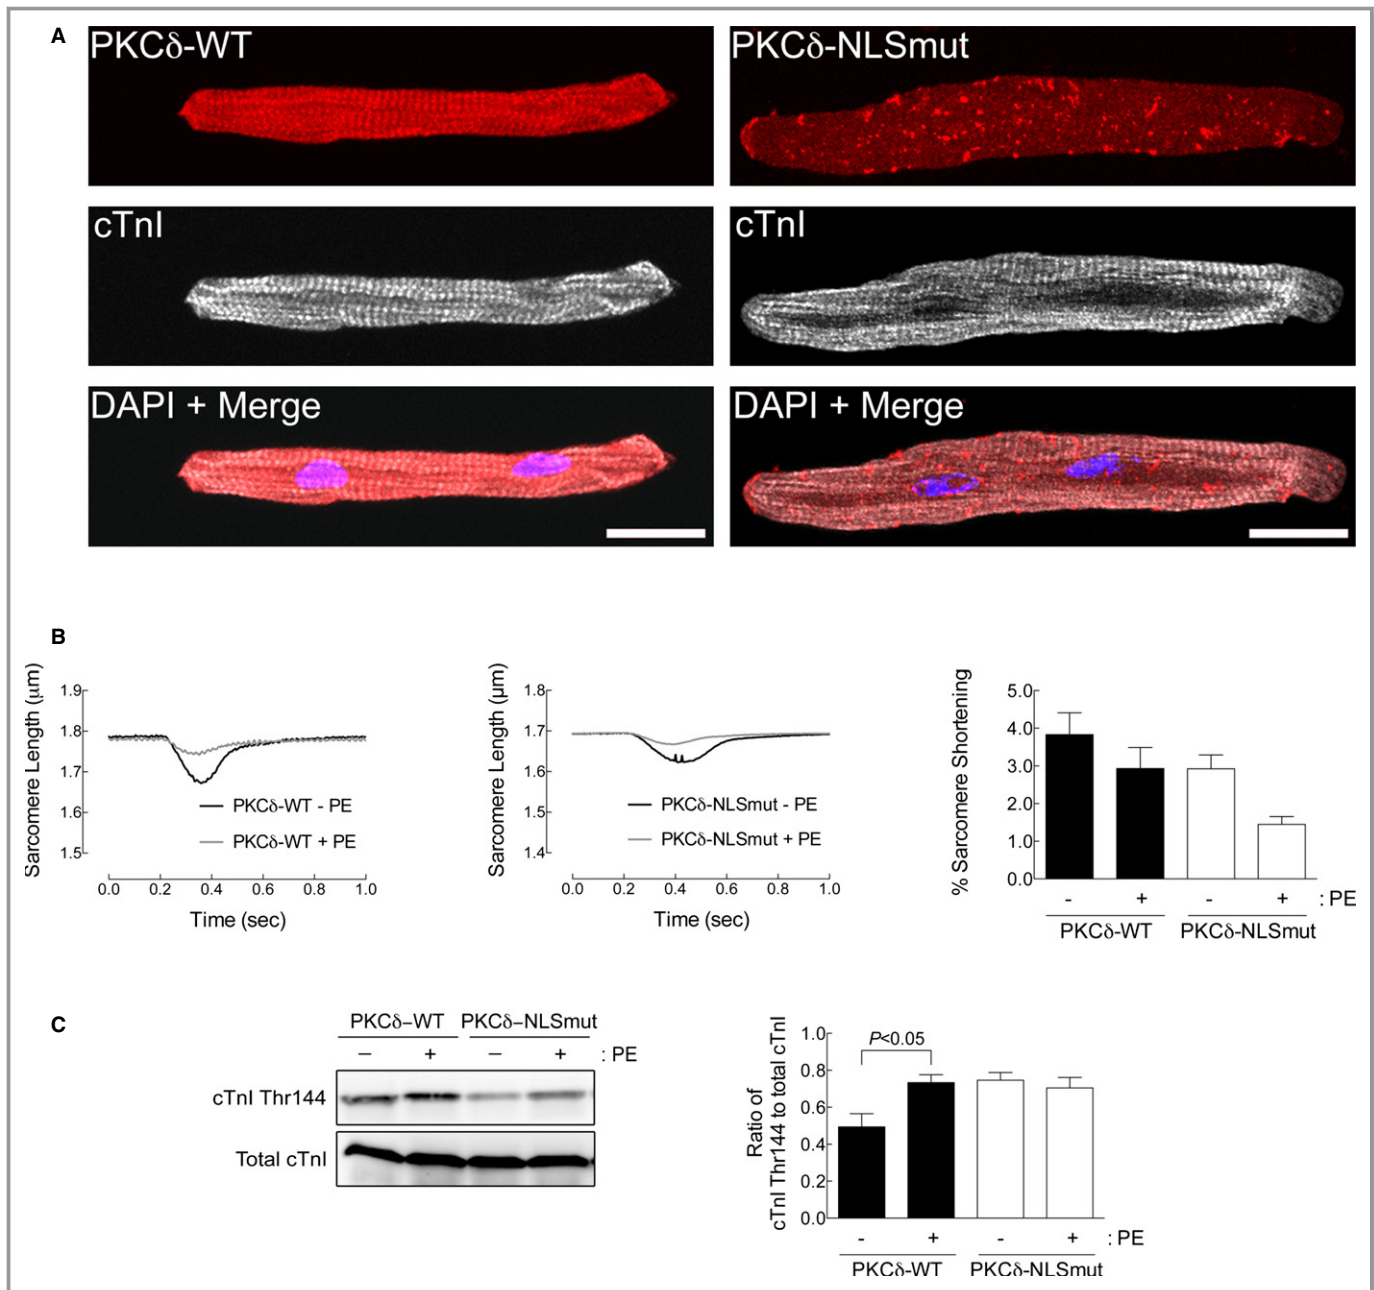 A
PKCδ-WT
PKCδ-NLSmut
cTnI
cTnI
DAPI + Merge
DAPI + Merge
B
Sarcomere Length (μm)
1.9
1.8
1.7
1.6
1.5
PKCδ-WT - PE
PKCδ-WT + PE
0.0 0.2 0.4 0.6 0.8 1.0
Time (sec)
Sarcomere Length (μm)
1.8
1.7
1.6
1.5
1.4
PKCδ-NLSmut - PE
PKCδ-NLSmut + PE
0.0 0.2 0.4 0.6 0.8 1.0
Time (sec)
% Sarcomere Shortening
5.0
4.0
3.0
2.0
1.0
0.0
- + - + : PE
PKCδ-WT PKCδ-NLSmut
C
PKCδ–WT PKCδ–NLSmut
– + – + : PE
cTnI Thr144
Total cTnI
Ratio of
cTnI Thr144 to total cTnI
1.0
0.8
0.6
0.4
0.2
0.0
P<0.05
- + - + : PE
PKCδ-WT PKCδ-NLSmut